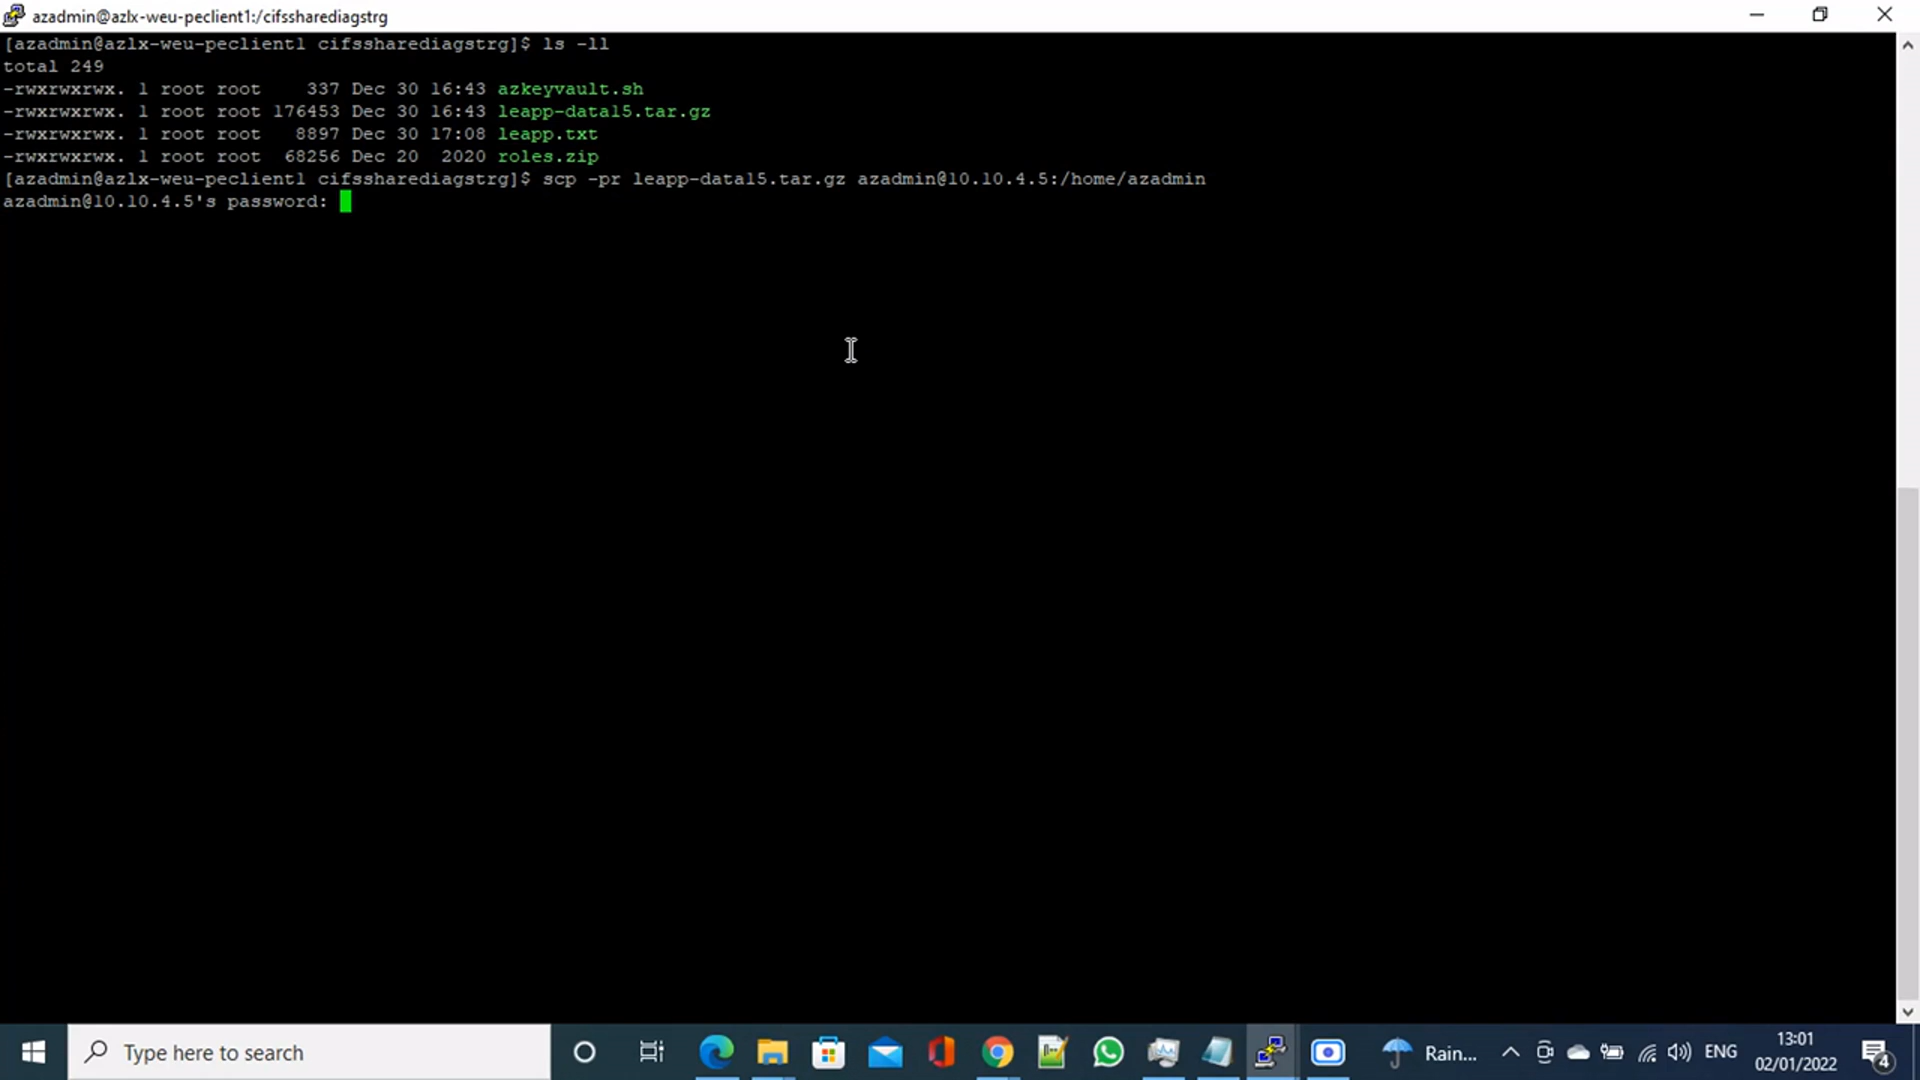 azadmin@azlx-weu-peclient1:/cifssharediagstrg
[azadmin@azlx-weu-peclient1 cifssharediagstrg]$ ls -ll
total 249
-rwxrwxrwx. 1 root root    337 Dec 30 16:43 azkeyvault.sh
-rwxrwxrwx. 1 root root 176453 Dec 30 16:43 leapp-data15.tar.gz
-rwxrwxrwx. 1 root root   8897 Dec 30 17:08 leapp.txt
-rwxrwxrwx. 1 root root  68256 Dec 20  2020 roles.zip
[azadmin@azlx-weu-peclient1 cifssharediagstrg]$ scp -pr leapp-data15.tar.gz azadmin@10.10.4.5:/home/azadmin
azadmin@10.10.4.5's password:
Type here to search
Rain...
ENG
13:01
02/01/2022
4